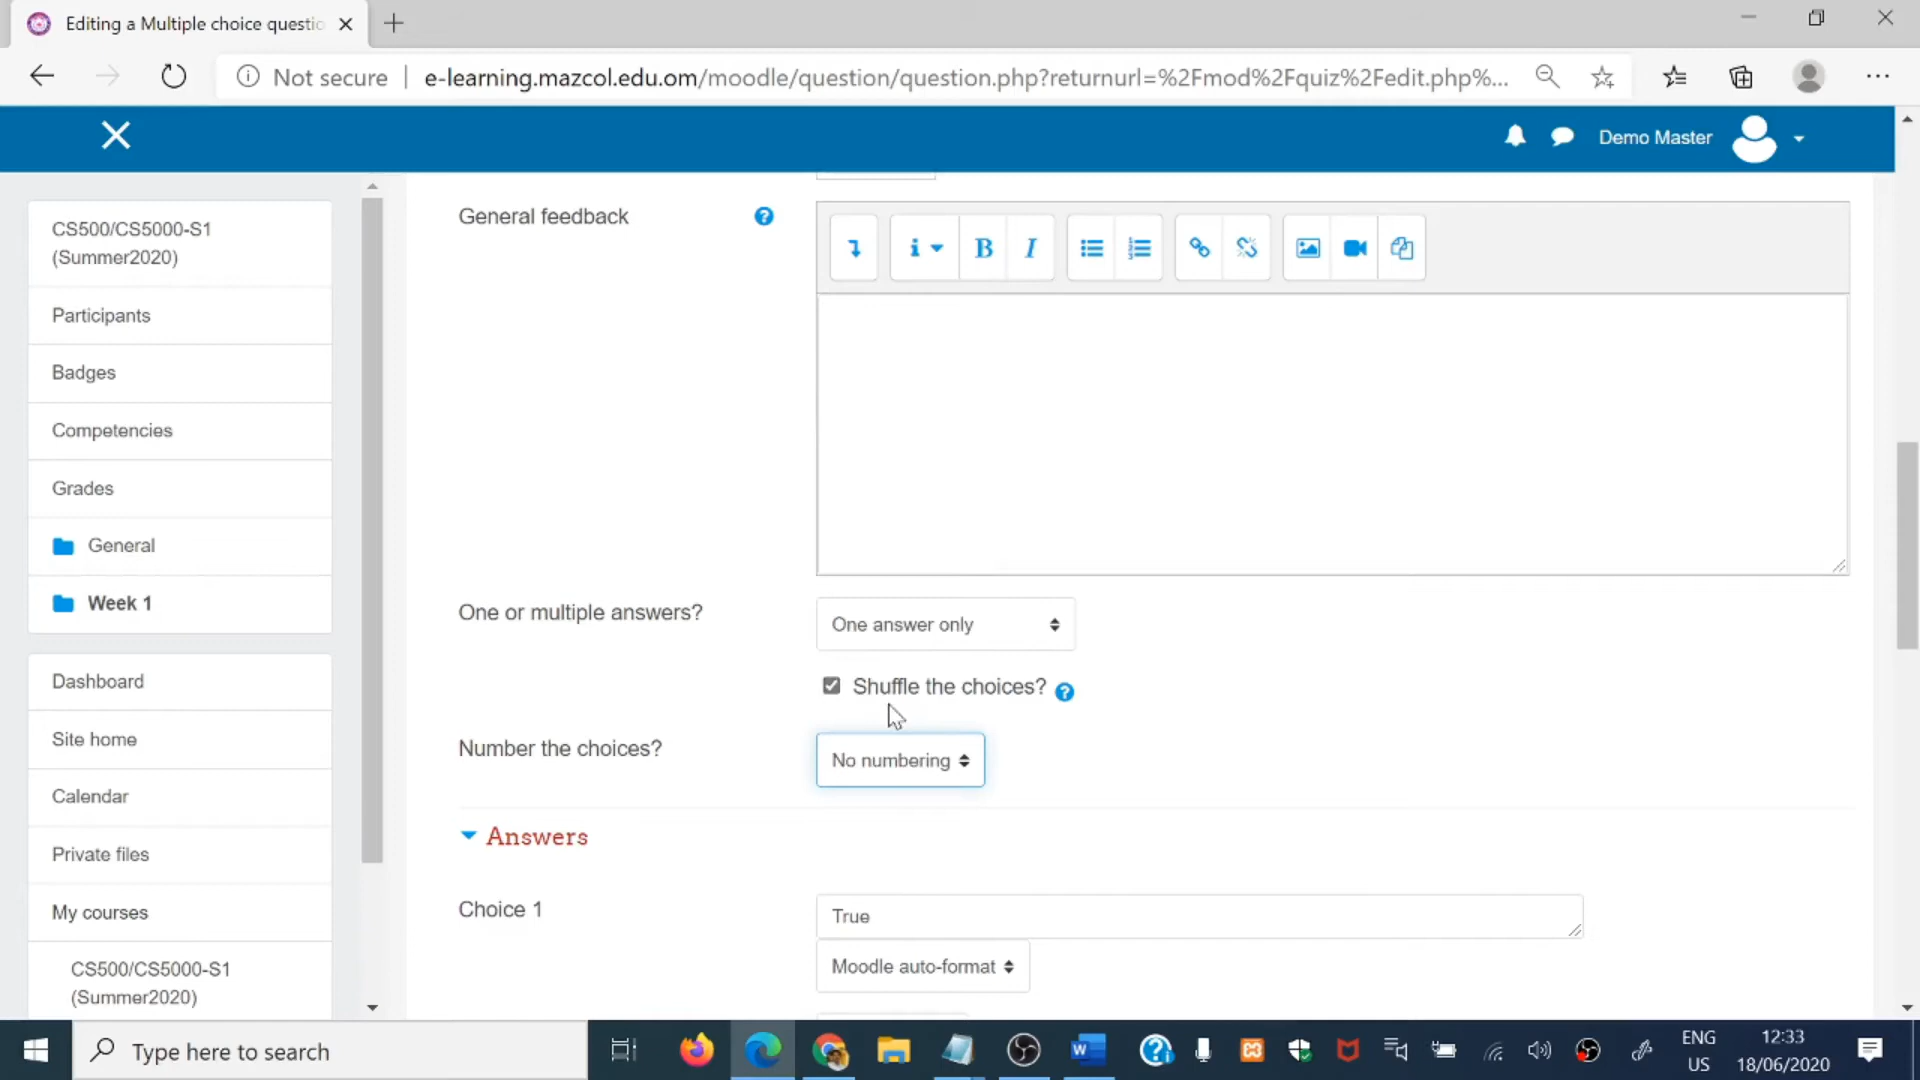 Editing a Multiple choice questio
Not secure
e-learning.mazcol.edu.om/moodle/question/question.php?returnurl=%2Fmod%2Fquiz%2Fedit.php%...
Demo Master
CS500/CS5000-S1
(Summer2020)
Participants
Badges
Competencies
Grades
General
Week 1
Dashboard
Site home
Calendar
Private files
My courses
CS500/CS5000-S1
(Summer2020)
General feedback
One or multiple answers?
One answer only
Shuffle the choices?
Number the choices?
No numbering
Answers
Choice 1
True
Moodle auto-format
Type here to search
ENG
US
12:33
18/06/2020